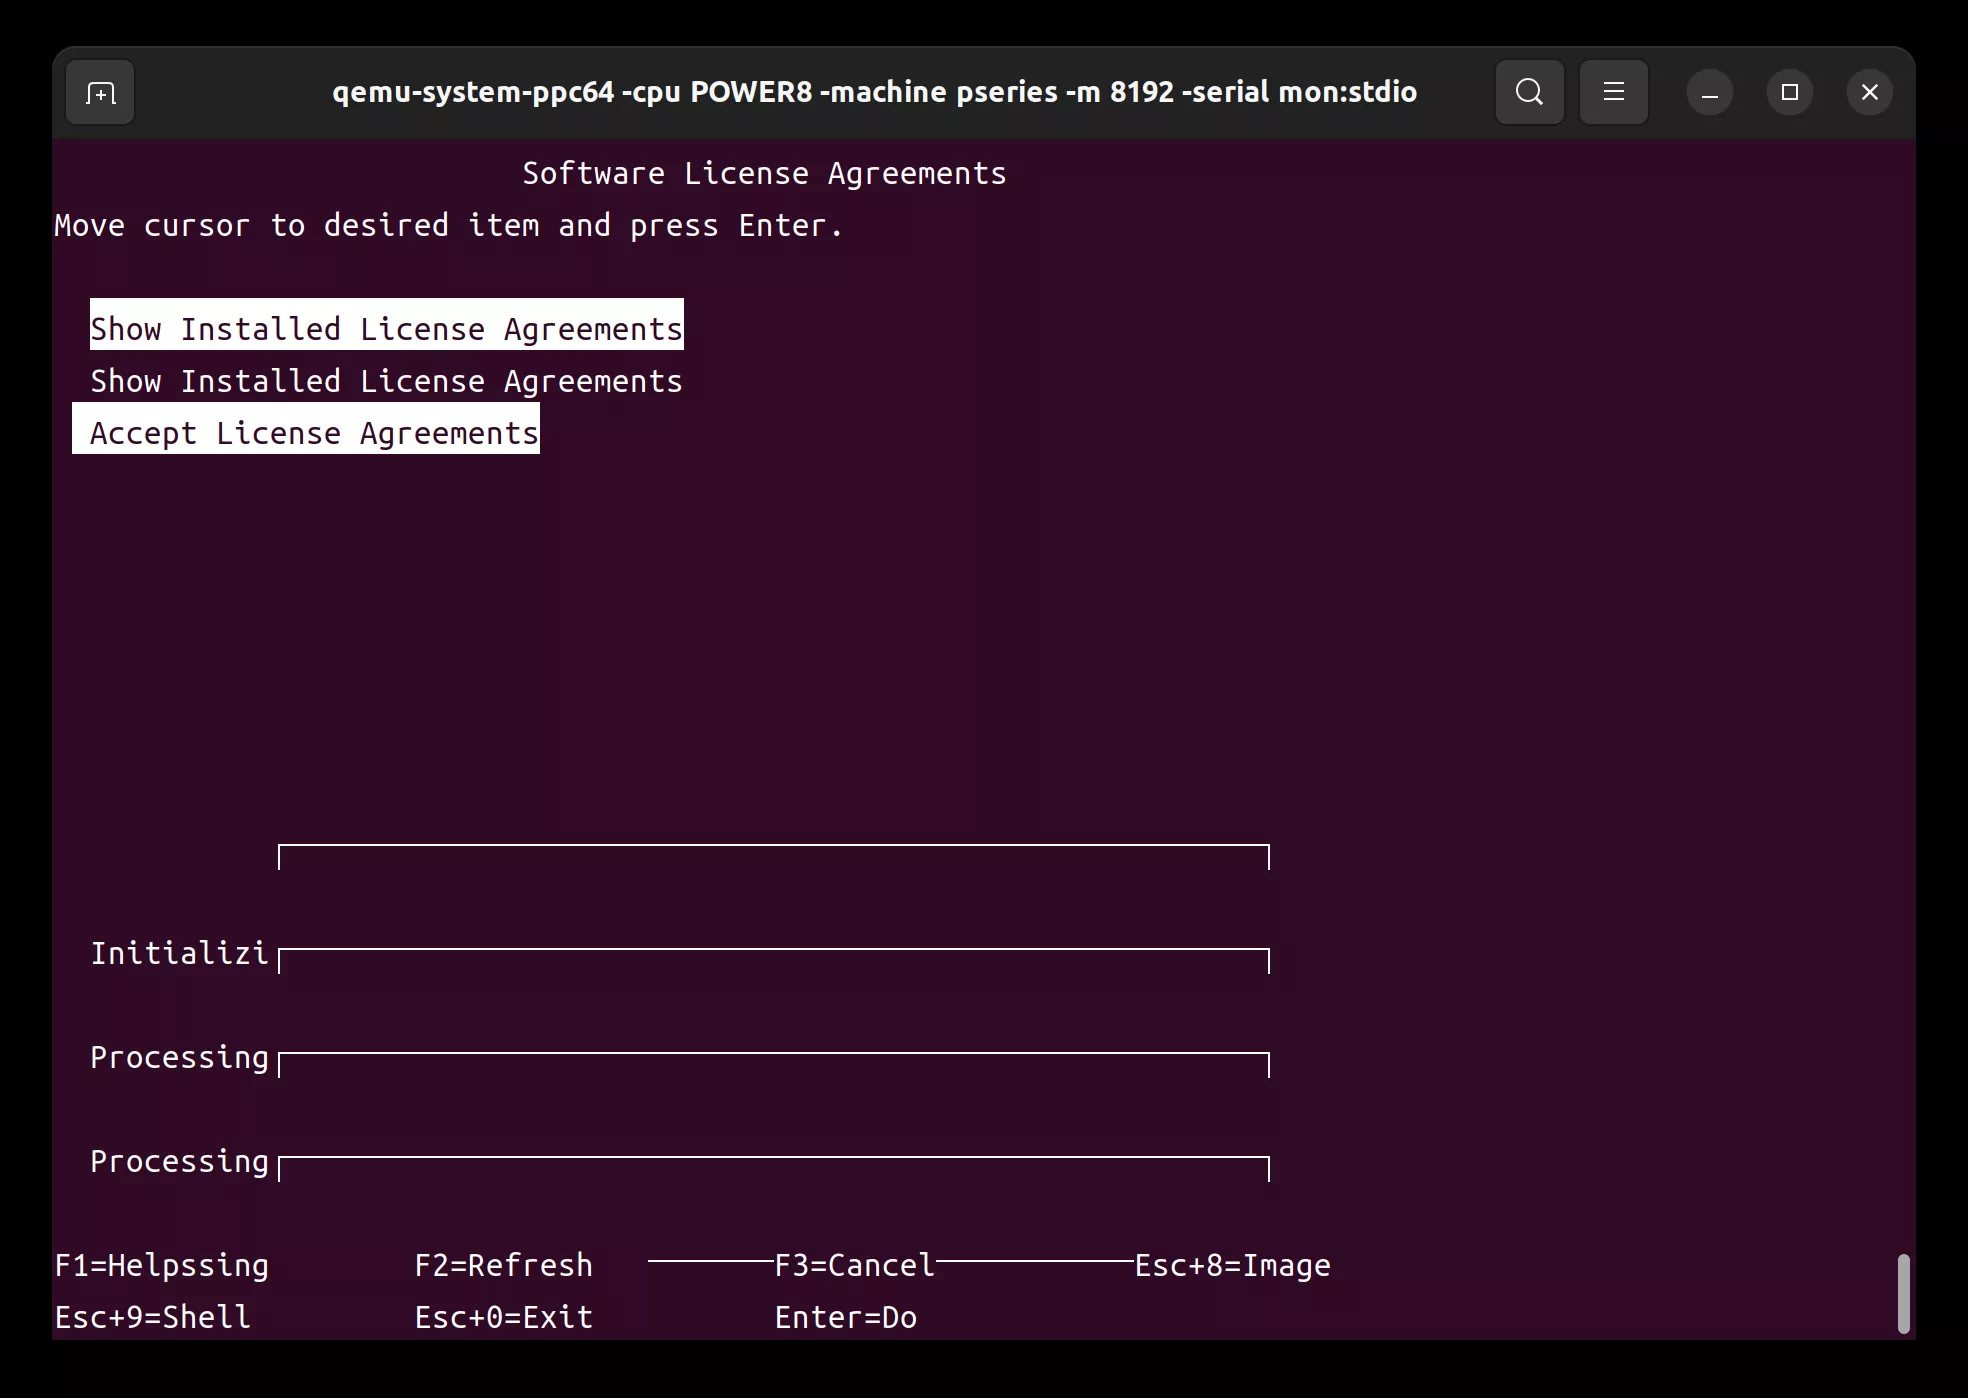 qemu-system-ppc64 -cpu POWER8 -machine pseries -m 8192 -serial mon:stdio
Software License Agreements
Move cursor to desired item and press Enter.
Show Installed License Agreements
Show Installed License Agreements
Accept License Agreements
Initializi
Processing
Processing
F1=Helpssing F2=Refresh F3=Cancel Esc+8=Image
Esc+9=Shell Esc+0=Exit Enter=Do